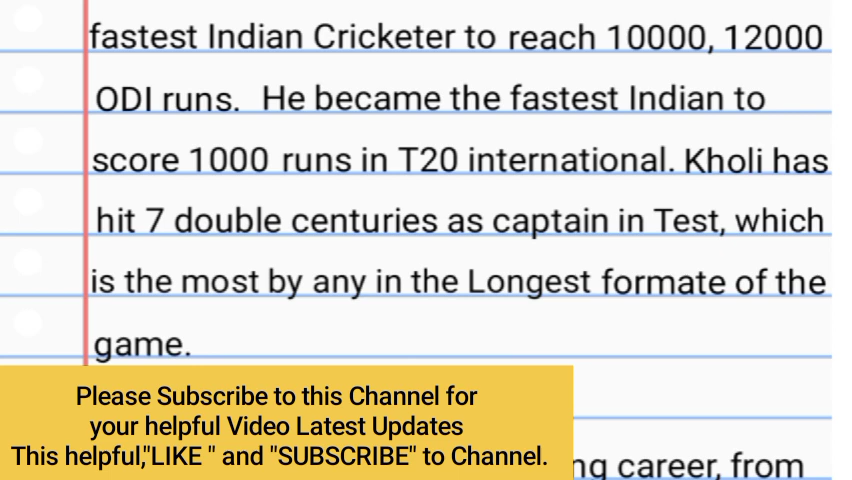 fastest Indian Cricketer to reach 10000, 12000
ODI runs. He became the fastest Indian to
score 1000 runs in T20 international. Kholi has
hit 7 double centuries as captain in Test, which
is the most by any in the Longest formate of the
game.
Please Subscribe to this Channel for
your helpful Video Latest Updates
This helpful,"LIKE " and "SUBSCRIBE" to Channel.
career, from